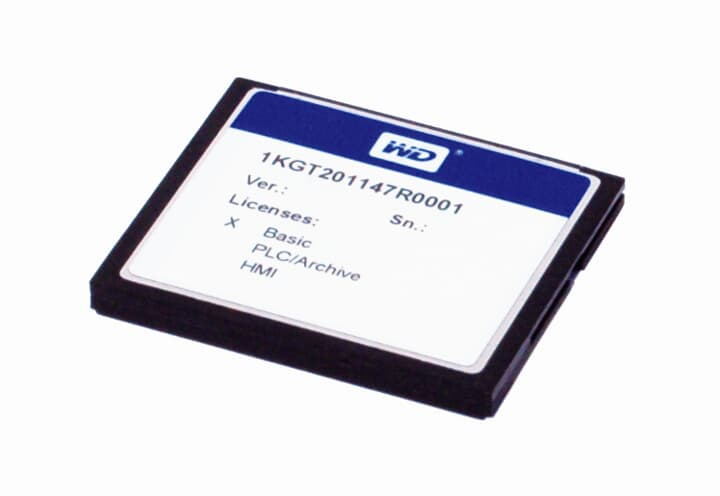 WD®
1KGT201147R0001
Ver.: Sn.:
Licenses:
X Basic
PLC/Archive
HMI